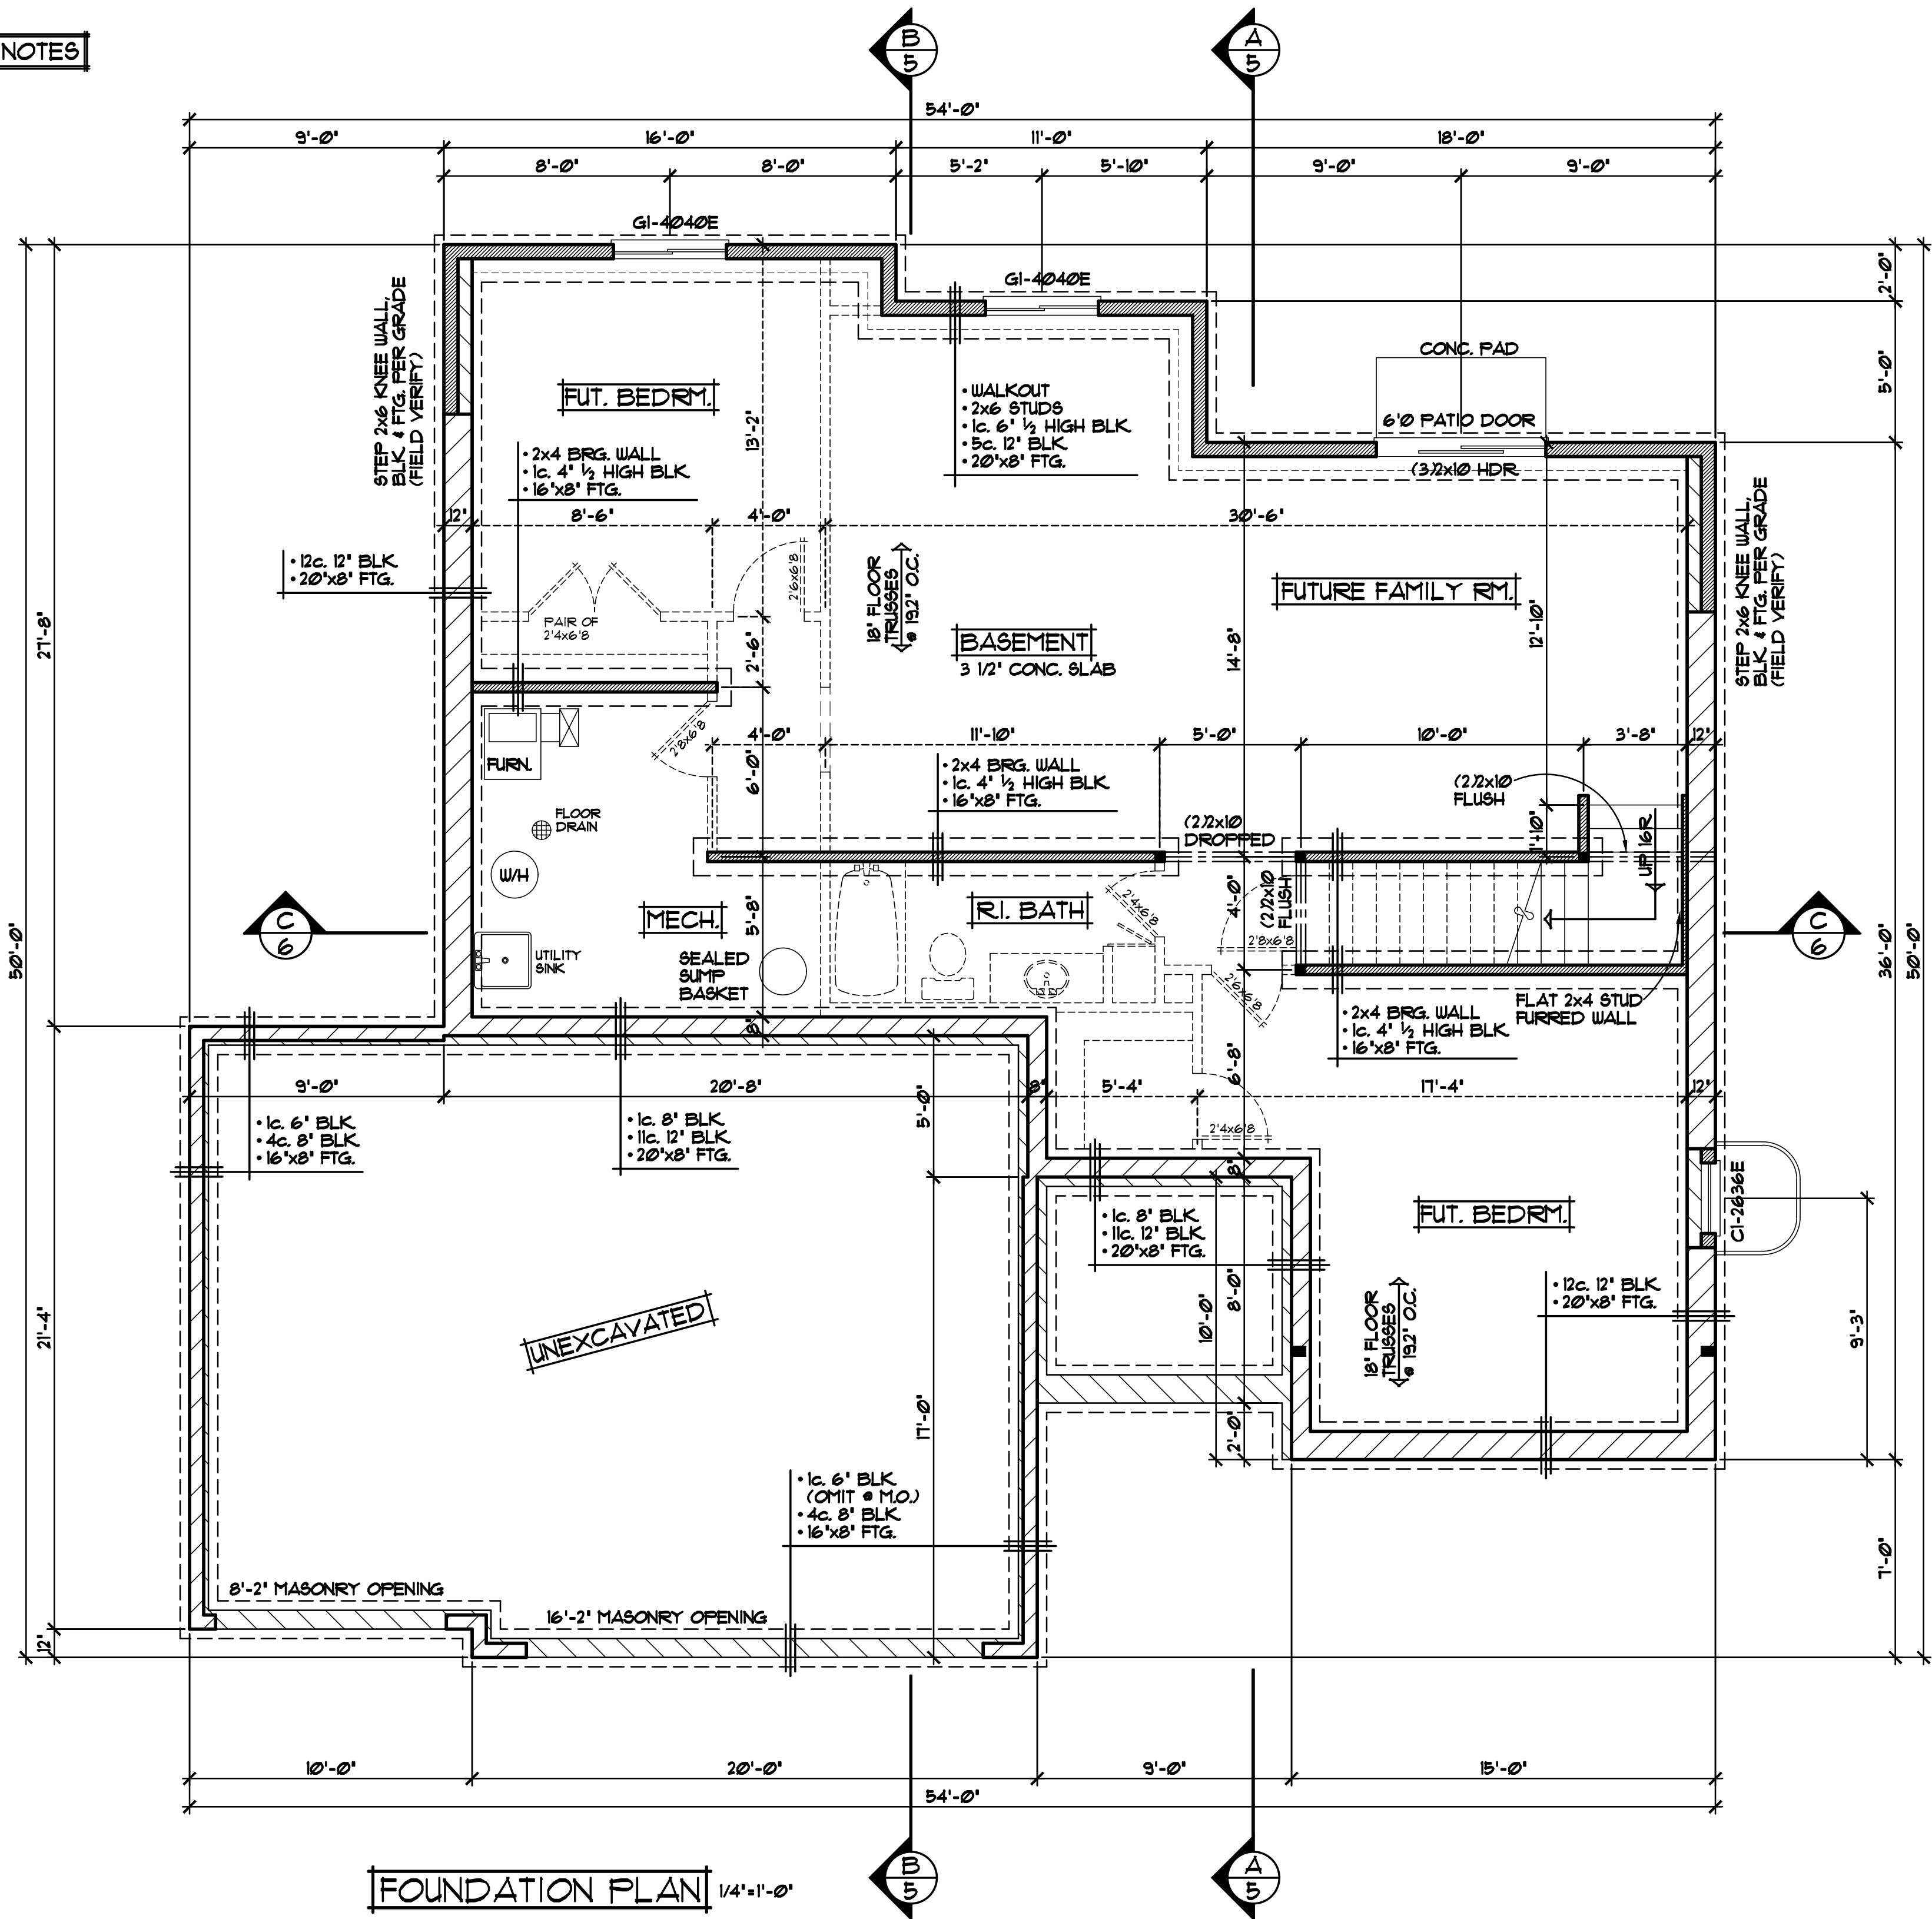 NOTES
B
5
A
5
54'-0"
9'-0"
16'-0"
11'-0"
18'-0"
8'-0"
8'-0"
5'-2"
5'-10"
9'-0"
9'-0"
G1-4040E
G1-4040E
STEP 2x6 KNEE WALL,
BLK. & FTG. PER GRADE
(FIELD VERIFY)
2'-0"
5'-0"
CONC. PAD
6'0 PATIO DOOR
(3)2x10 HDR.
FUT. BEDRM.
• 2x4 BRG. WALL
• 1c. 4" 1/2 HIGH BLK.
• 16"x8" FTG.
13'-2"
• WALKOUT
• 2x6 STUDS
• 1c. 6" 1/2 HIGH BLK.
• 5c. 12" BLK.
• 20"x8" FTG.
STEP 2x6 KNEE WALL,
BLK. & FTG. PER GRADE
(FIELD VERIFY)
12"
8'-6"
4'-0"
30'-6"
• 12c. 12" BLK.
• 20"x8" FTG.
2'6x6'8
18" FLOOR
TRUSSES
@ 19.2" O.C.
FUTURE FAMILY RM.
PAIR OF
2'4x6'8
BASEMENT
3 1/2" CONC. SLAB
27'-8"
50'-0"
2'-6"
14'-8"
12'-10"
2'8x6'8
4'-0"
11'-10"
5'-0"
10'-0"
3'-8"
12"
FURN.
6'-0"
• 2x4 BRG. WALL
• 1c. 4" 1/2 HIGH BLK.
• 16"x8" FTG.
(2)2x10
FLUSH
FLOOR
DRAIN
(2)2x10
DROPPED
1'-10"
UP 16R
W/H
MECH.
5'-8"
R.I. BATH
2'4x6'8
4'-0"
(2)2x10
FLUSH
2'8x6'8
C
6
C
6
36'-0"
50'-0"
UTILITY
SINK
SEALED
SUMP
BASKET
2'6x6'8
8"
• 2x4 BRG. WALL
• 1c. 4" 1/2 HIGH BLK.
• 16"x8" FTG.
FLAT 2x4 STUD
FURRED WALL
9'-0"
20'-8"
8"
5'-4"
6'-8"
17'-4"
12"
• 1c. 6" BLK.
• 4c. 8" BLK.
• 16"x8" FTG.
• 1c. 8" BLK.
• 11c. 12" BLK.
• 20"x8" FTG.
5'-0"
2'4x6'8
8"
• 1c. 8" BLK.
• 11c. 12" BLK.
• 20"x8" FTG.
FUT. BEDRM.
C1-2636E
UNEXCAVATED
21'-4"
10'-0"
8'-0"
18" FLOOR
TRUSSES
@ 19.2" O.C.
• 12c. 12" BLK.
• 20"x8" FTG.
9'-3"
17'-0"
2'-0"
• 1c. 6" BLK.
(OMIT @ M.O.)
• 4c. 8" BLK.
• 16"x8" FTG.
7'-0"
8'-2" MASONRY OPENING
16'-2" MASONRY OPENING
12"
10'-0"
20'-0"
9'-0"
15'-0"
54'-0"
FOUNDATION PLAN 1/4"=1'-0"
B
5
A
5